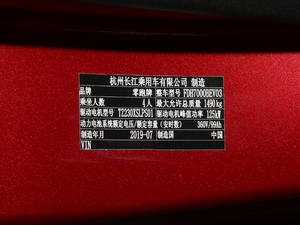 杭州长江乘用车有限公司 制造
品牌 零跑牌 整车型号 FDH7000BEV03
乘坐人数 4人 最大允许总质量 1490kg
驱动电机型号 TZ230XSLFS01 驱动电机峰值功率 125kW
动力电池系统额定电压/额定容量(安时数) 360V/99Ah
制造年月 2019-07 制造国 中国
VIN